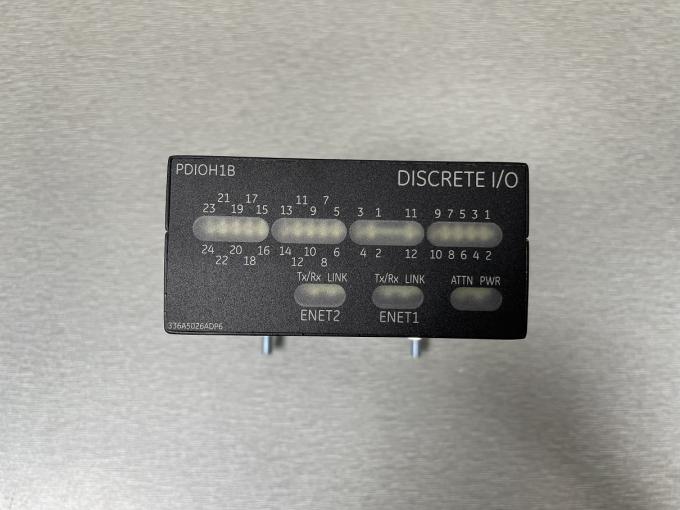 PDIOH1B
DISCRETE I/O
21 17 11 7
23 19 15 13 9 5 3 1 11 9 7 5 3 1
24 20 16 14 10 6 4 2 12 10 8 6 4 2
22 18 12 8
Tx/Rx LINK Tx/Rx LINK ATTN PWR
ENET2 ENET1
336A5026ADP6